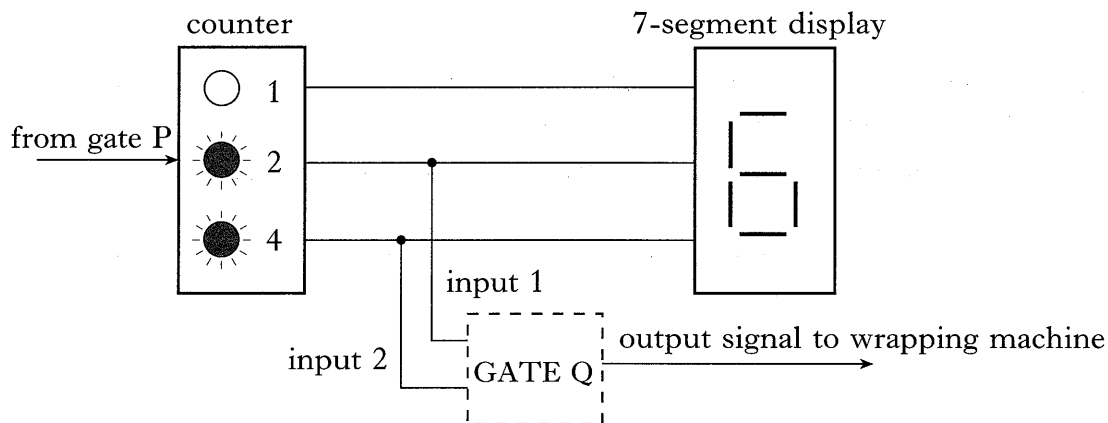 counter
7-segment display
1
from gate P
2
6
4
input 1
input 2
GATE Q
output signal to wrapping machine